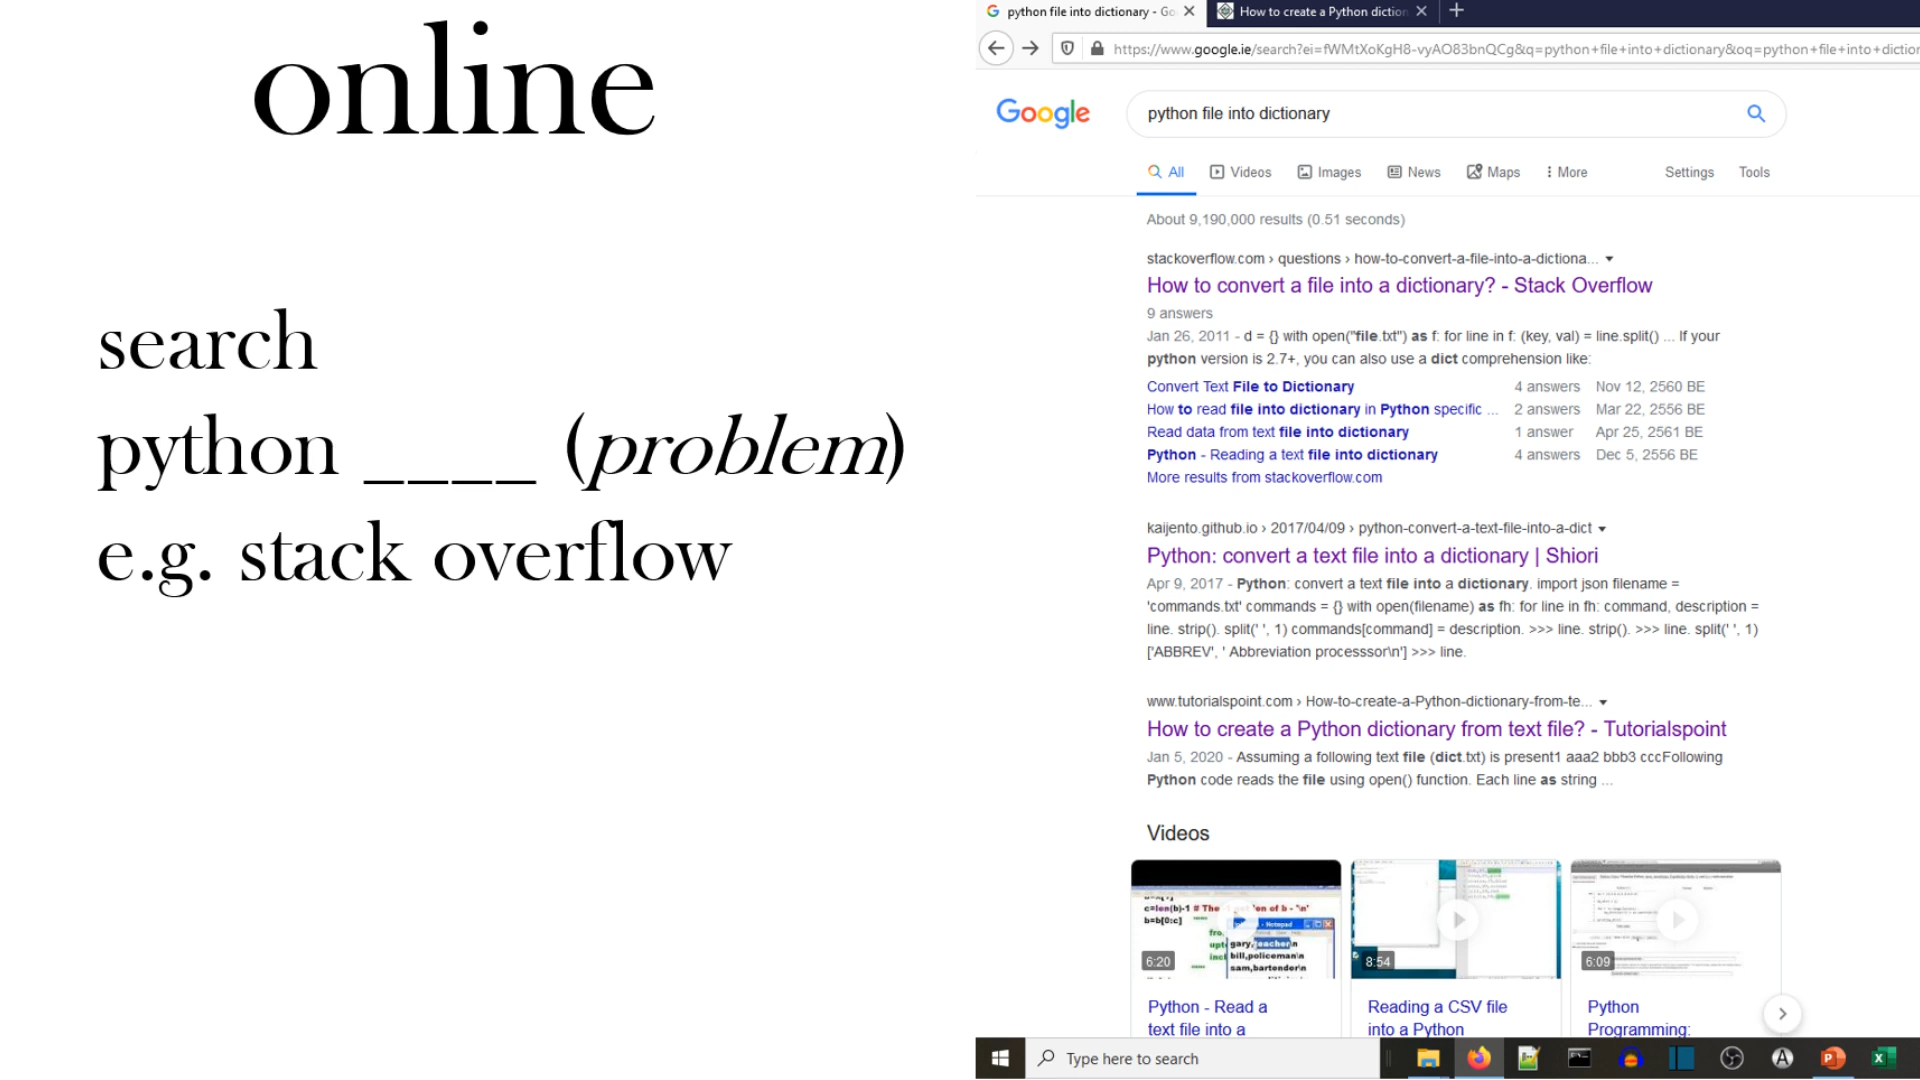 online
search
python ____ (problem)
e.g. stack overflow
python file into dictionary - Go
How to create a Python diction
https://www.google.ie/search?ei=fWMtXoKgH8-vyAO83bnQCg&q=python+file+into+dictionary&oq=python+file+into+diction
Google
python file into dictionary
All Videos Images News Maps More Settings Tools
About 9,190,000 results (0.51 seconds)
stackoverflow.com › questions › how-to-convert-a-file-into-a-dictiona...
How to convert a file into a dictionary? - Stack Overflow
9 answers
Jan 26, 2011 - d = {} with open("file.txt") as f: for line in f: (key, val) = line.split() ... If your
python version is 2.7+, you can also use a dict comprehension like:
Convert Text File to Dictionary 4 answers Nov 12, 2560 BE
How to read file into dictionary in Python specific ... 2 answers Mar 22, 2556 BE
Read data from text file into dictionary 1 answer Apr 25, 2561 BE
Python - Reading a text file into dictionary 4 answers Dec 5, 2556 BE
More results from stackoverflow.com
kaijento.github.io › 2017/04/09 › python-convert-a-text-file-into-a-dict
Python: convert a text file into a dictionary | Shiori
Apr 9, 2017 - Python: convert a text file into a dictionary. import json filename =
'commands.txt' commands = {} with open(filename) as fh: for line in fh: command, description =
line. strip(). split(' ', 1) commands[command] = description. >>> line. strip(). >>> line. split(' ', 1)
['ABBREV', ' Abbreviation processsor\n'] >>> line.
www.tutorialspoint.com › How-to-create-a-Python-dictionary-from-te...
How to create a Python dictionary from text file? - Tutorialspoint
Jan 5, 2020 - Assuming a following text file (dict.txt) is present1 aaa2 bbb3 cccFollowing
Python code reads the file using open() function. Each line as string ...
Videos
c=len(b)-1 # The
b=b[0:c]
Notepad
gary,teacher\n
bill,policeman\n
sam,bartender\n
6:20
8:54
6:09
Python - Read a
text file into a
Reading a CSV file
into a Python
Python
Programming:
Type here to search